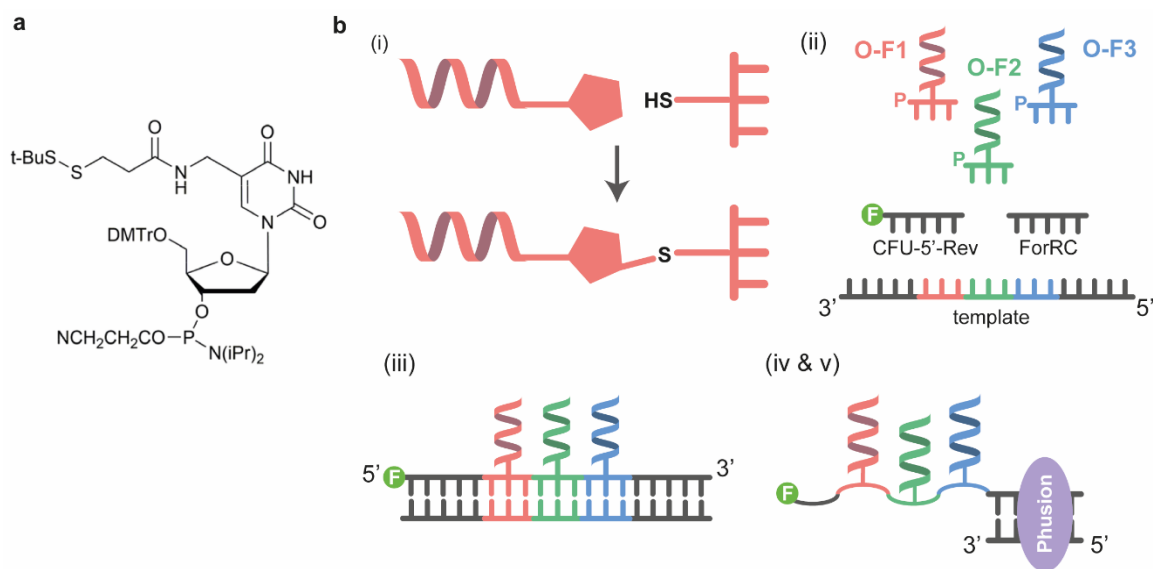 a
t-BuS
S
O
N
H
O
NH
N
O
DMTrO
O
O
NCH₂CH₂CO
P
N(iPr)₂
b
(i)
HS
S
(ii)
O-F1
O-F2
O-F3
P
P
P
F
CFU-5'-Rev
ForRC
3'
5'
template
(iii)
5'
F
3'
(iv & v)
F
3'
5'
Phusion